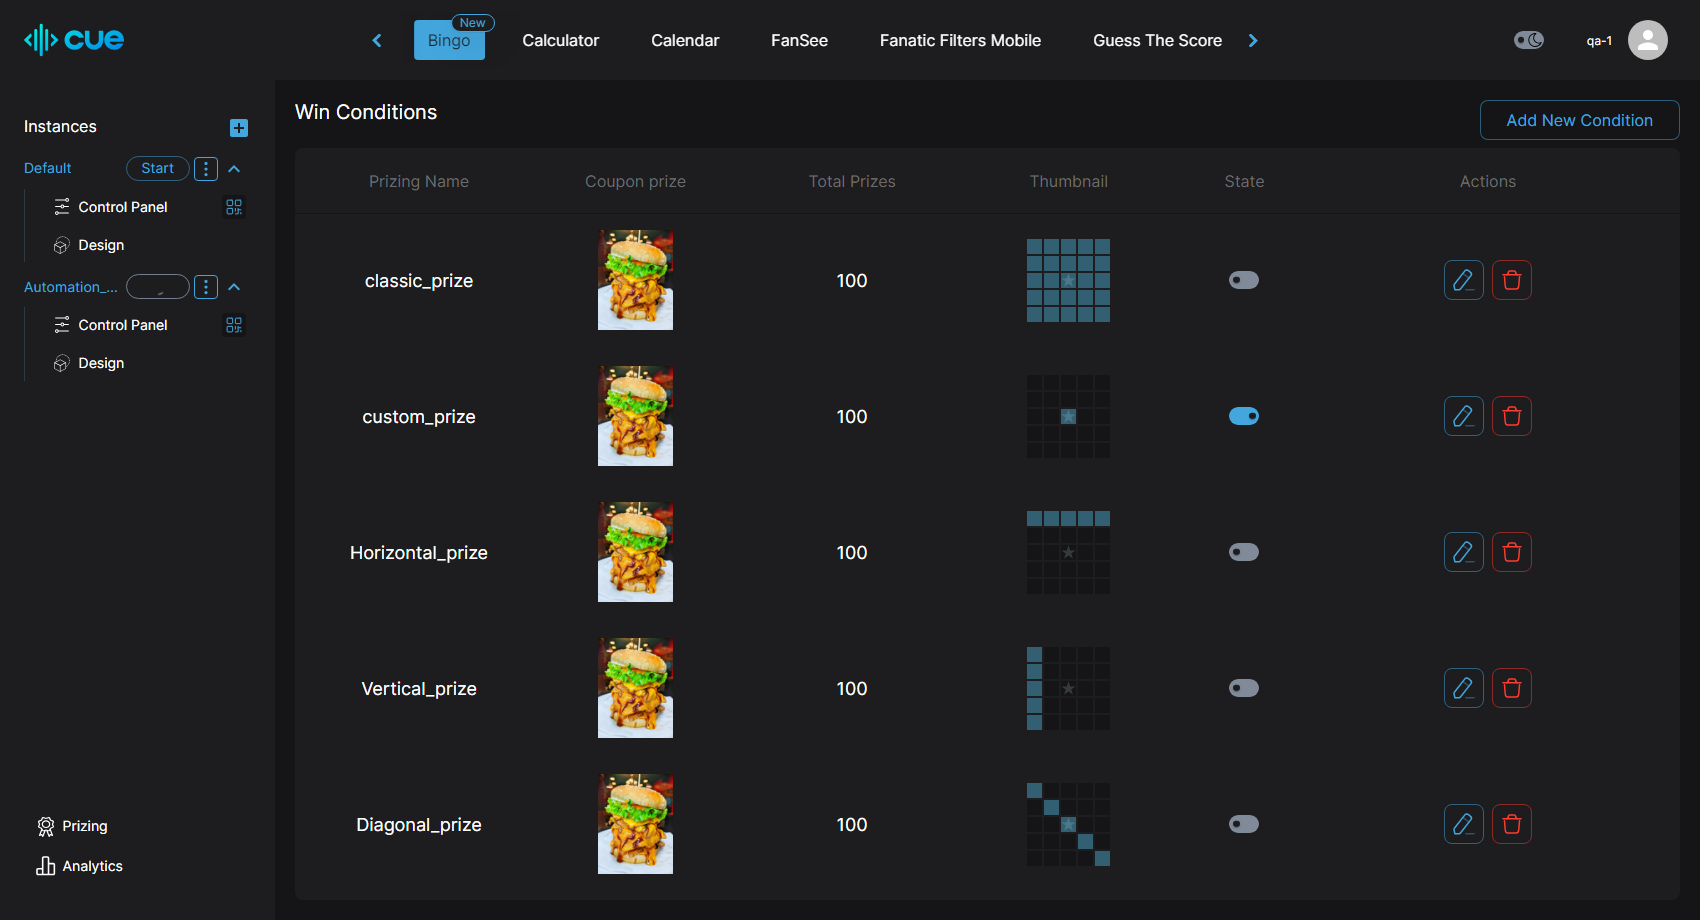 cue
Bingo
New
Calculator
Calendar
FanSee
Fanatic Filters Mobile
Guess The Score
qa-1
Instances
Default
Start
Control Panel
Design
Automation_...
Control Panel
Design
Prizing
Analytics
Win Conditions
Add New Condition
Prizing Name Coupon prize Total Prizes Thumbnail State Actions
classic_prize 100
custom_prize 100
Horizontal_prize 100
Vertical_prize 100
Diagonal_prize 100